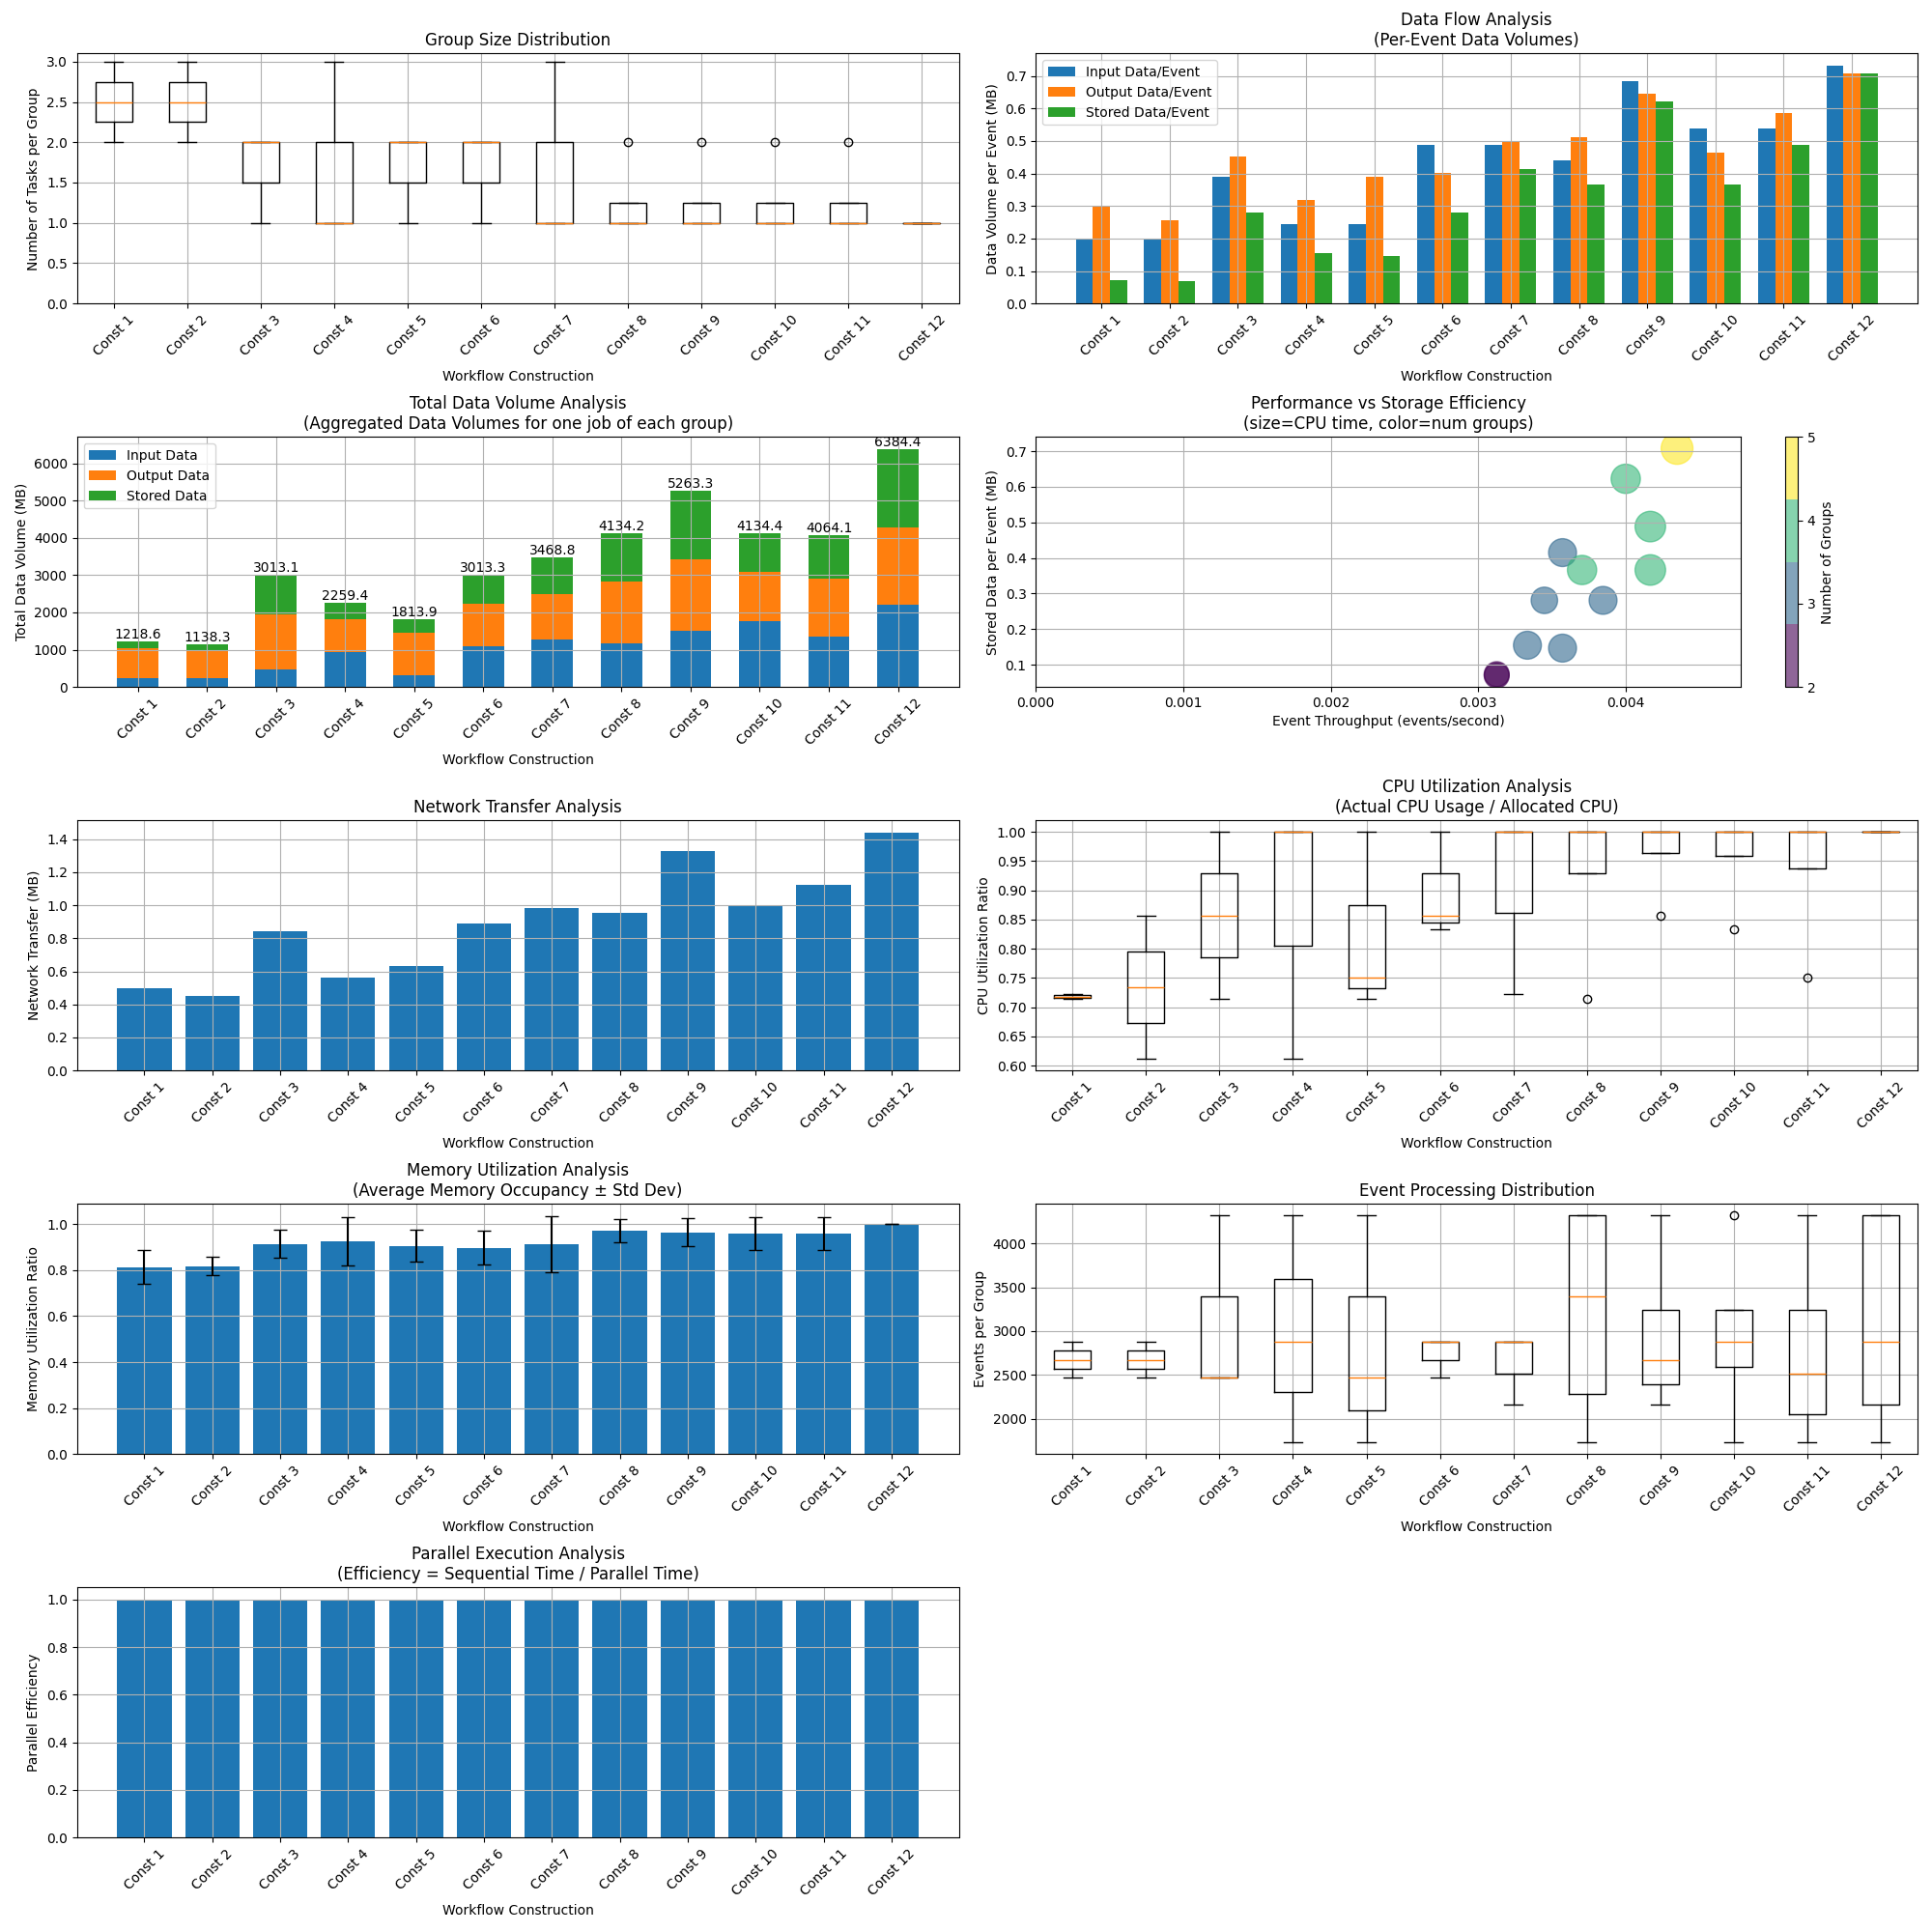 Group Size Distribution
Number of Tasks per Group
3.0
2.5
2.0
1.5
1.0
0.5
0.0
Const 1
Const 2
Const 3
Const 4
Const 5
Const 6
Const 7
Const 8
Const 9
Const 10
Const 11
Const 12
Workflow Construction
Data Flow Analysis
(Per-Event Data Volumes)
Input Data/Event
Output Data/Event
Stored Data/Event
Data Volume per Event (MB)
0.7
0.6
0.5
0.4
0.3
0.2
0.1
0.0
Const 1
Const 2
Const 3
Const 4
Const 5
Const 6
Const 7
Const 8
Const 9
Const 10
Const 11
Const 12
Workflow Construction
Total Data Volume Analysis
(Aggregated Data Volumes for one job of each group)
Input Data
Output Data
Stored Data
Total Data Volume (MB)
6000
5000
4000
3000
2000
1000
0
1218.6
1138.3
3013.1
2259.4
1813.9
3013.3
3468.8
4134.2
5263.3
4134.4
4064.1
6384.4
Const 1
Const 2
Const 3
Const 4
Const 5
Const 6
Const 7
Const 8
Const 9
Const 10
Const 11
Const 12
Workflow Construction
Performance vs Storage Efficiency
(size=CPU time, color=num groups)
Stored Data per Event (MB)
0.7
0.6
0.5
0.4
0.3
0.2
0.1
0.000
0.001
0.002
0.003
0.004
Event Throughput (events/second)
5
4
3
2
Number of Groups
Network Transfer Analysis
Network Transfer (MB)
1.4
1.2
1.0
0.8
0.6
0.4
0.2
0.0
Const 1
Const 2
Const 3
Const 4
Const 5
Const 6
Const 7
Const 8
Const 9
Const 10
Const 11
Const 12
Workflow Construction
CPU Utilization Analysis
(Actual CPU Usage / Allocated CPU)
CPU Utilization Ratio
1.00
0.95
0.90
0.85
0.80
0.75
0.70
0.65
0.60
Const 1
Const 2
Const 3
Const 4
Const 5
Const 6
Const 7
Const 8
Const 9
Const 10
Const 11
Const 12
Workflow Construction
Memory Utilization Analysis
(Average Memory Occupancy ± Std Dev)
Memory Utilization Ratio
1.0
0.8
0.6
0.4
0.2
0.0
Const 1
Const 2
Const 3
Const 4
Const 5
Const 6
Const 7
Const 8
Const 9
Const 10
Const 11
Const 12
Workflow Construction
Event Processing Distribution
Events per Group
4000
3500
3000
2500
2000
Const 1
Const 2
Const 3
Const 4
Const 5
Const 6
Const 7
Const 8
Const 9
Const 10
Const 11
Const 12
Workflow Construction
Parallel Execution Analysis
(Efficiency = Sequential Time / Parallel Time)
Parallel Efficiency
1.0
0.8
0.6
0.4
0.2
0.0
Const 1
Const 2
Const 3
Const 4
Const 5
Const 6
Const 7
Const 8
Const 9
Const 10
Const 11
Const 12
Workflow Construction